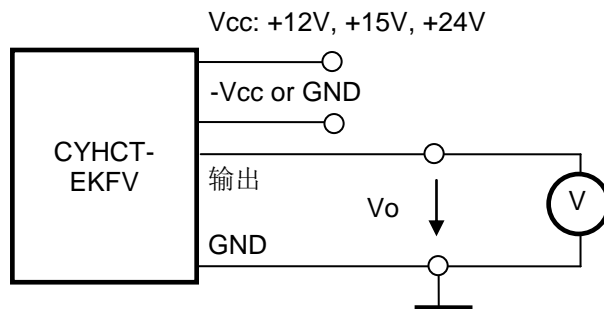 Vcc: +12V, +15V, +24V
-Vcc or GND
CYHCT-
EKFV
输出
Vo
V
GND